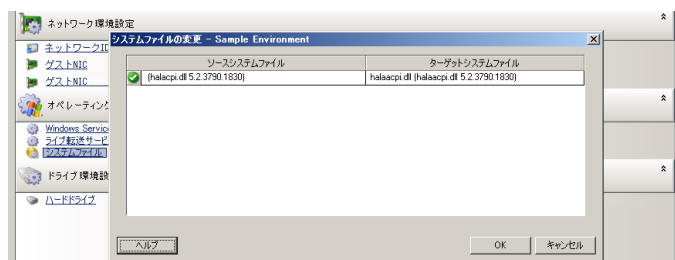 ネットワーク環境設定
システムファイルの変更 - Sample Environment
ネットワークID
ゲストNIC
ゲストNIC
ソースシステムファイル
ターゲットシステムファイル
(halacpi.dll 5.2.3790.1830)
halaacpi.dll (halaacpi.dll 5.2.3790.1830)
オペレーティング
Windows Service
ライブ転送サービ
システムファイル
ドライブ環境設
ハードドライブ
ヘルプ
OK
キャンセル